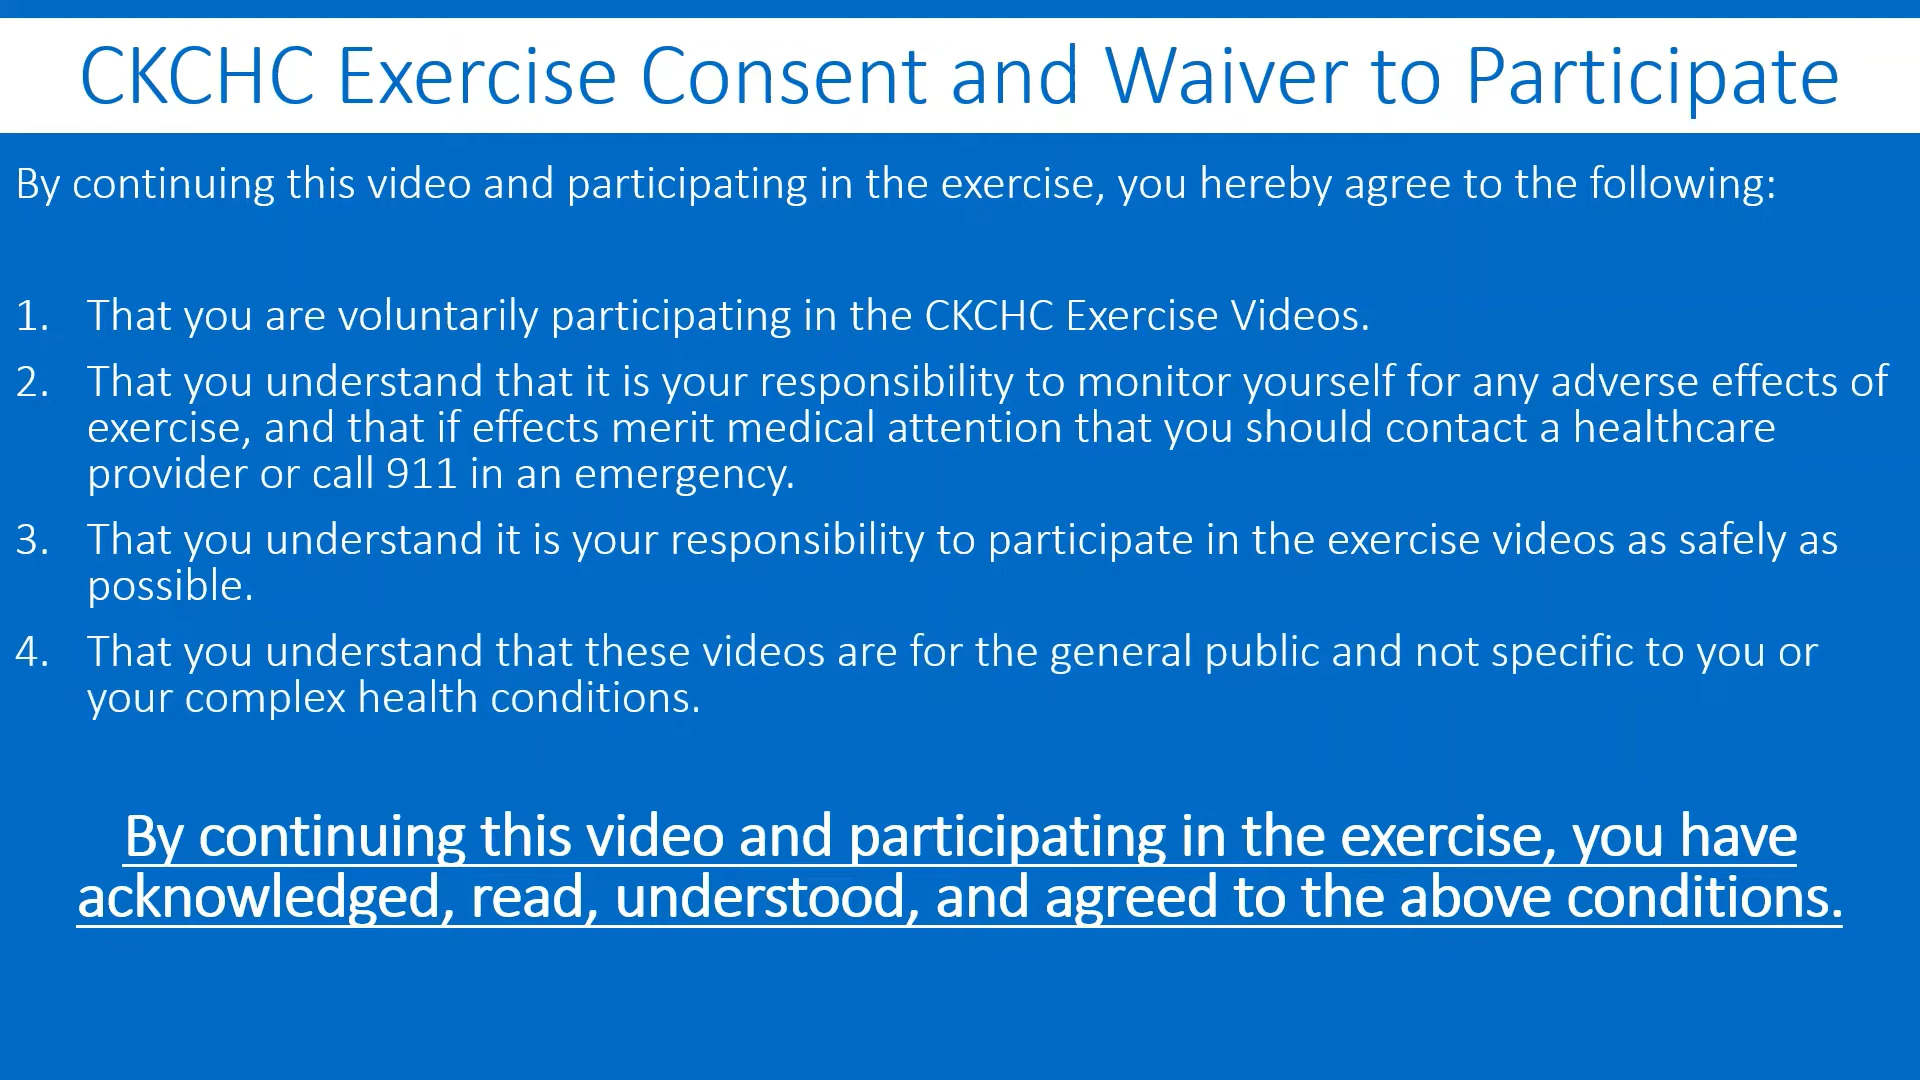 CKCHC Exercise Consent and Waiver to Participate
By continuing this video and participating in the exercise, you hereby agree to the following:
1. That you are voluntarily participating in the CKCHC Exercise Videos.
2. That you understand that it is your responsibility to monitor yourself for any adverse effects of
exercise, and that if effects merit medical attention that you should contact a healthcare
provider or call 911 in an emergency.
3. That you understand it is your responsibility to participate in the exercise videos as safely as
possible.
4. That you understand that these videos are for the general public and not specific to you or
your complex health conditions.
By continuing this video and participating in the exercise, you have
acknowledged, read, understood, and agreed to the above conditions.